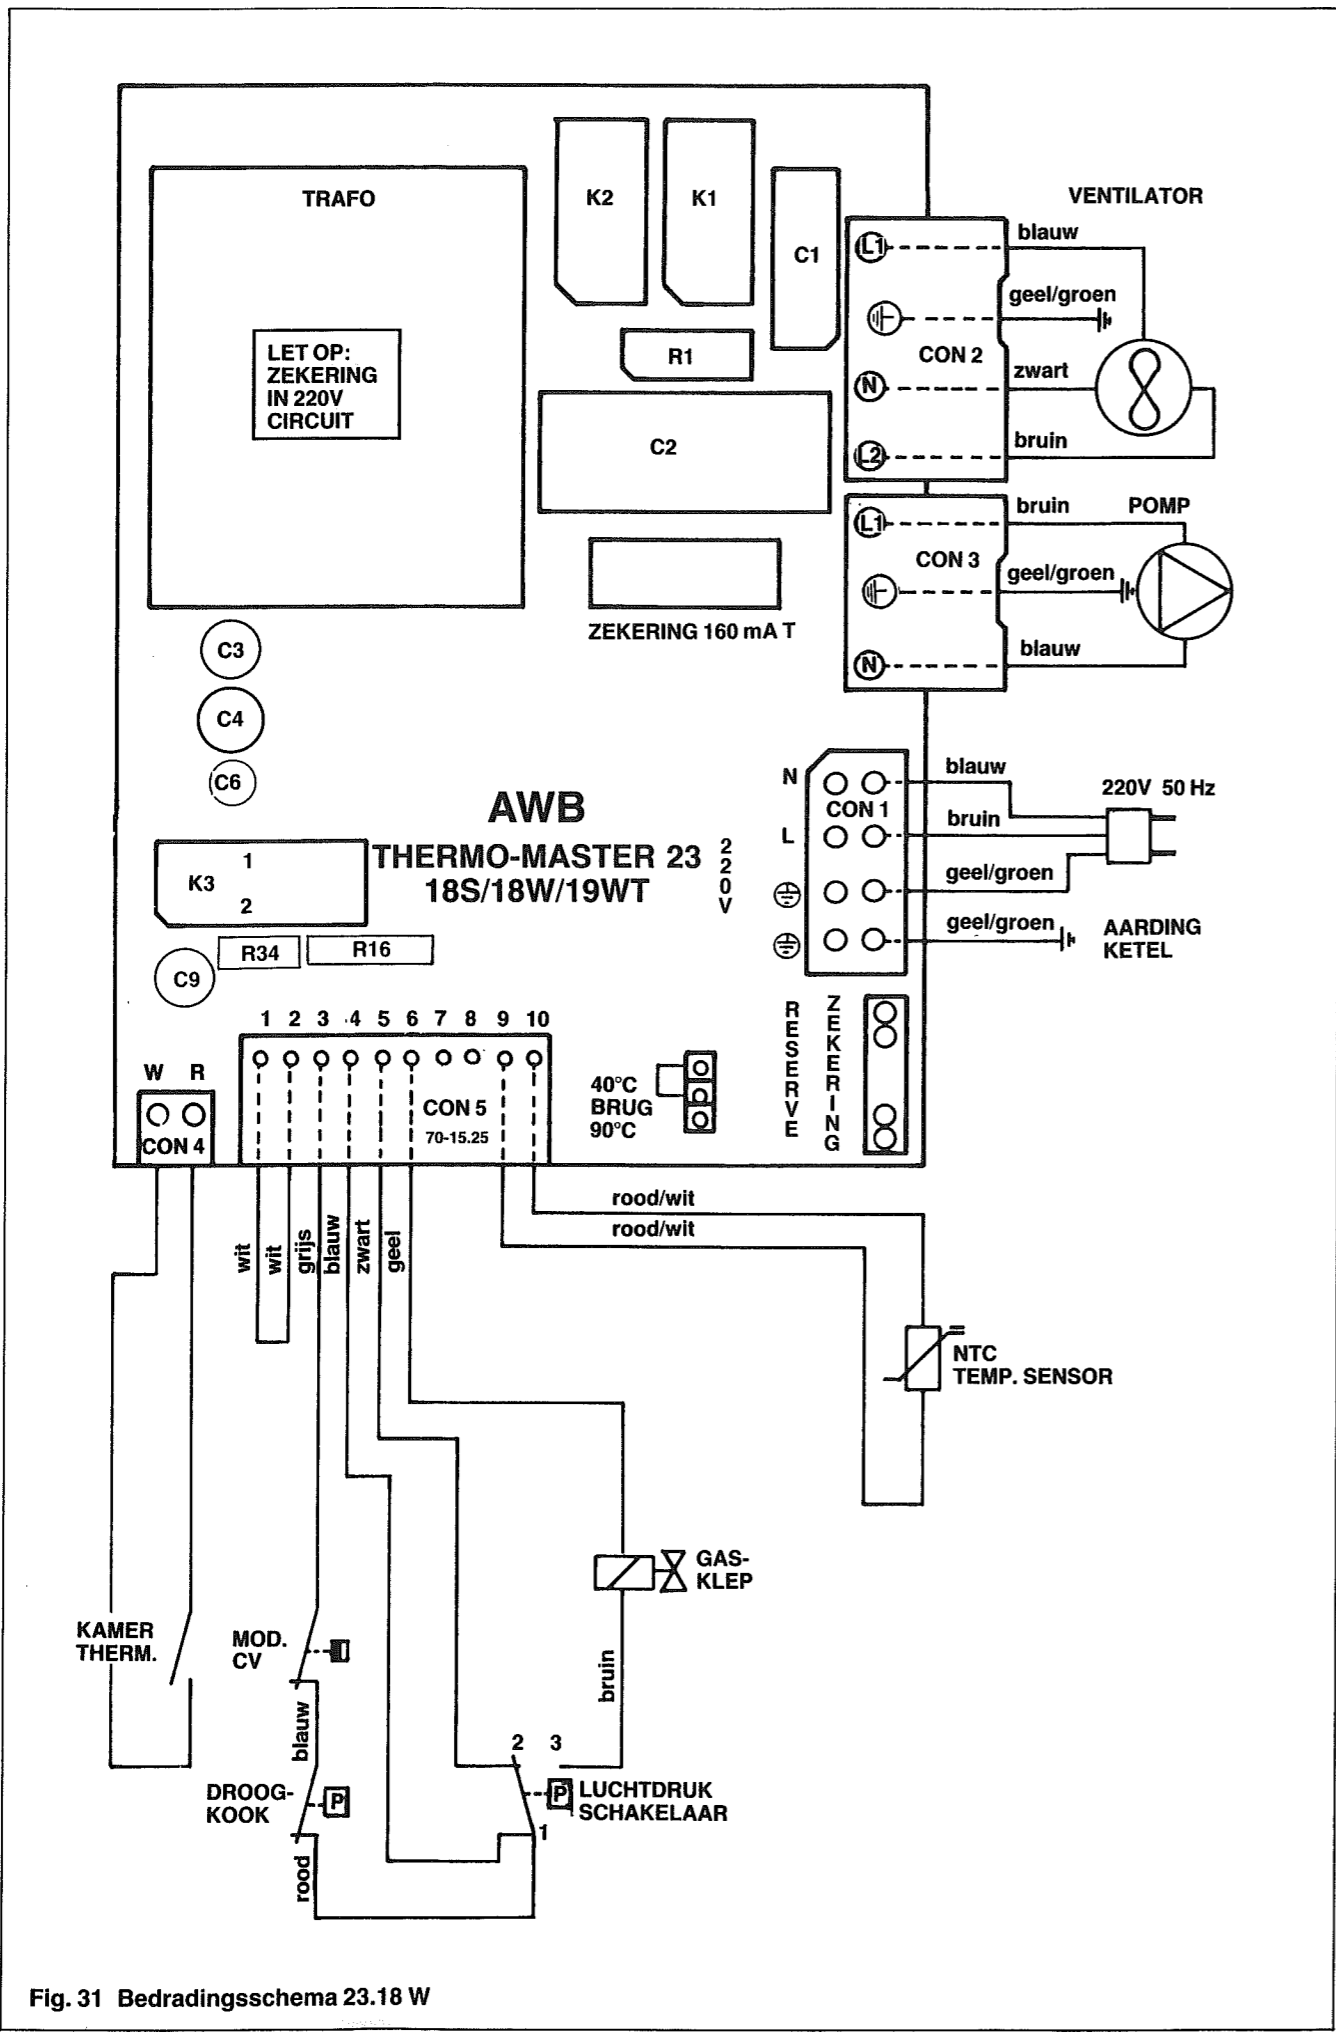 TRAFO
LET OP:
ZEKERING
IN 220V
CIRCUIT
K2
K1
C1
R1
C2
ZEKERING 160 mA T
VENTILATOR
L1
blauw
geel/groen
CON 2
N
zwart
L2
bruin
POMP
L1
bruin
CON 3
geel/groen
N
blauw
C3
C4
C6
AWB
THERMO-MASTER 23
18S/18W/19WT
220V
K3
1
2
R34
R16
C9
N
CON 1
L
blauw
bruin
geel/groen
geel/groen
220V 50 Hz
AARDING
KETEL
RESERVE
ZEKERING
40°C
BRUG
90°C
W R
CON 4
1 2 3 4 5 6 7 8 9 10
CON 5
70-15.25
wit
wit
grijs
blauw
zwart
geel
rood/wit
rood/wit
NTC
TEMP. SENSOR
GAS-
KLEP
bruin
KAMER
THERM.
MOD.
CV
blauw
DROOG-
KOOK
P
rood
2 3
P
LUCHTDRUK
SCHAKELAAR
1
Fig. 31 Bedradingsschema 23.18 W